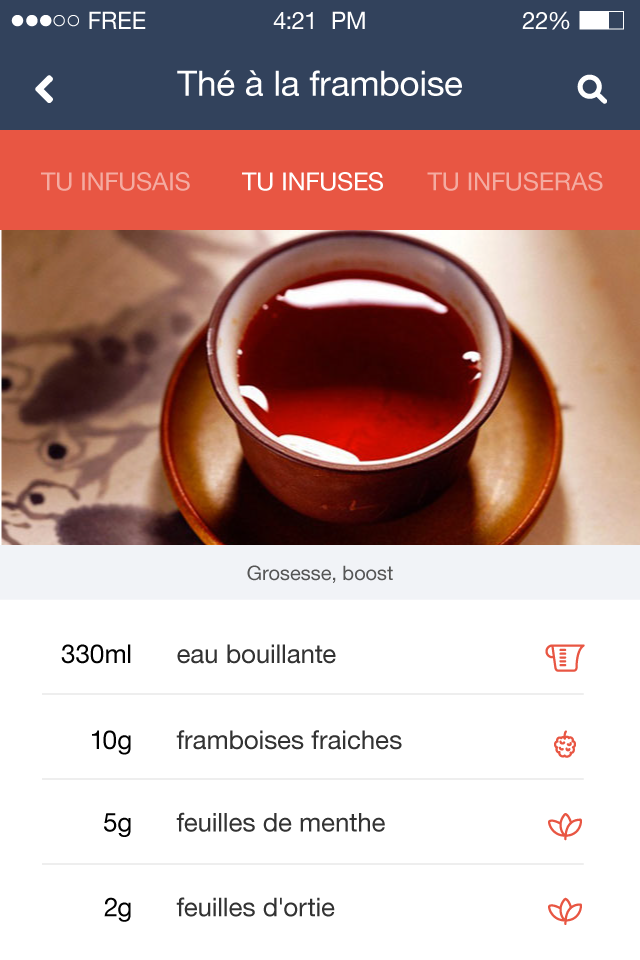 FREE 4:21 PM 22%
Thé à la framboise
TU INFUSAIS TU INFUSES TU INFUSERAS
Grosesse, boost
330ml eau bouillante
10g framboises fraiches
5g feuilles de menthe
2g feuilles d'ortie